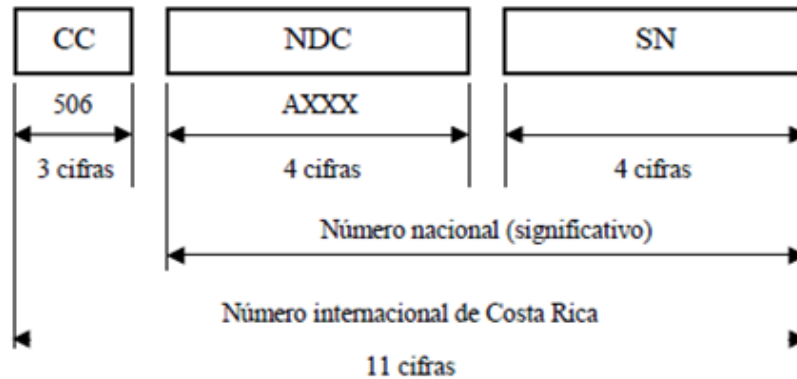 CC NDC SN
506 AXXX
3 cifras 4 cifras 4 cifras
Número nacional (significativo)
Número internacional de Costa Rica
11 cifras